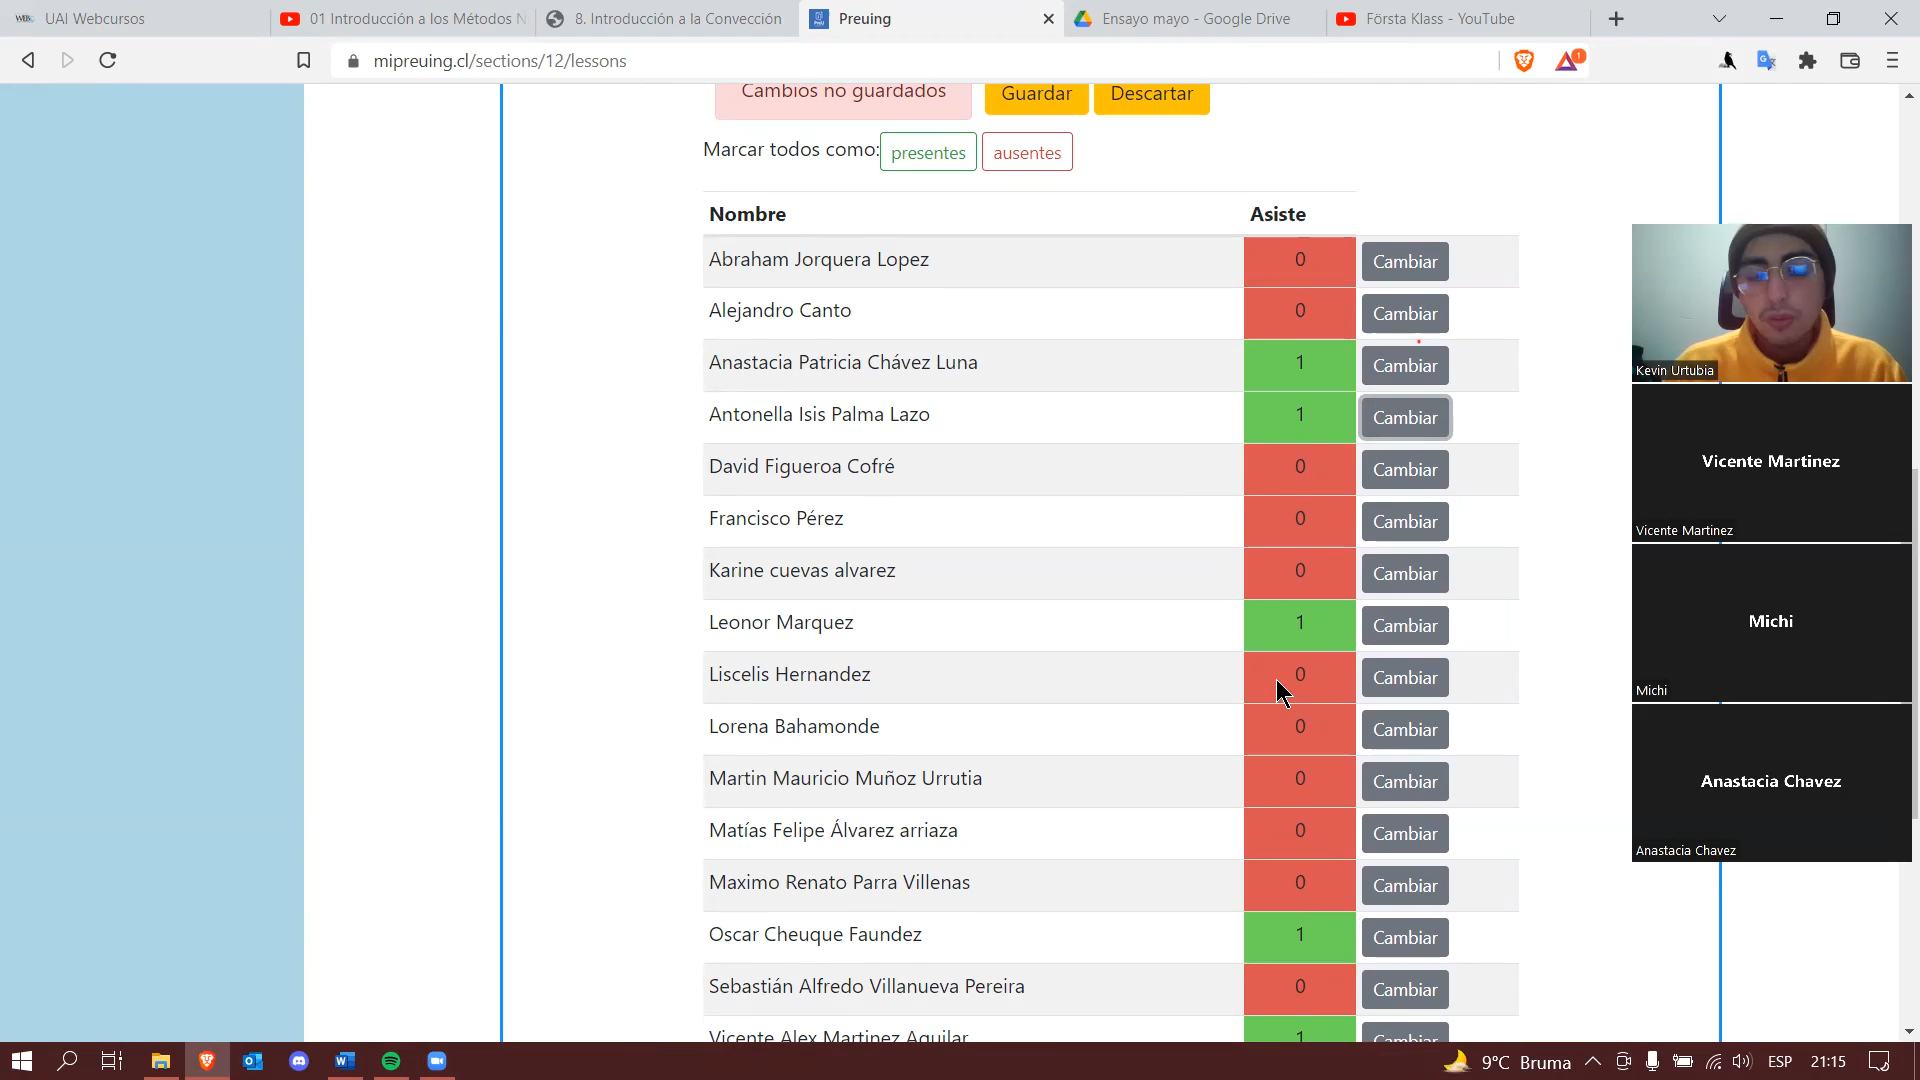 UAI Webcursos
01 Introducción a los Métodos N
8. Introducción a la Convección
Preuing
Ensayo mayo - Google Drive
Första Klass - YouTube
mipreuing.cl/sections/12/lessons
1
Cambios no guardados
Guardar
Descartar
Marcar todos como:
presentes
ausentes
Nombre
Asiste
Abraham Jorquera Lopez 0 Cambiar
Alejandro Canto 0 Cambiar
Anastacia Patricia Chávez Luna 1 Cambiar
Antonella Isis Palma Lazo 1 Cambiar
David Figueroa Cofré 0 Cambiar
Francisco Pérez 0 Cambiar
Karine cuevas alvarez 0 Cambiar
Leonor Marquez 1 Cambiar
Liscelis Hernandez 0 Cambiar
Lorena Bahamonde 0 Cambiar
Martin Mauricio Muñoz Urrutia 0 Cambiar
Matías Felipe Álvarez arriaza 0 Cambiar
Maximo Renato Parra Villenas 0 Cambiar
Oscar Cheuque Faundez 1 Cambiar
Sebastián Alfredo Villanueva Pereira 0 Cambiar
Vicente Alex Martinez Aguilar 1 Cambiar
Kevin Urtubia
Vicente Martinez
Vicente Martinez
Michi
Michi
Anastacia Chavez
Anastacia Chavez
9°C Bruma
ESP
21:15